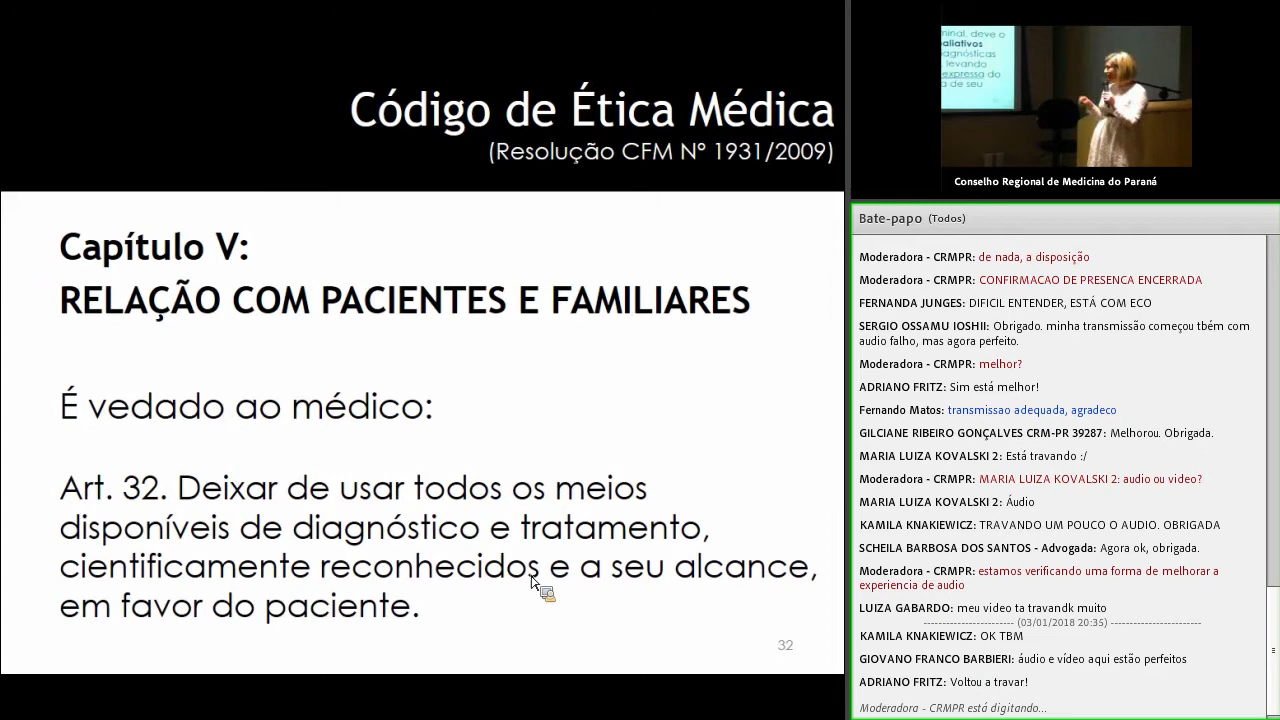 Código de Ética Médica
(Resolução CFM Nº 1931/2009)
Capítulo V:
RELAÇÃO COM PACIENTES E FAMILIARES
É vedado ao médico:
Art. 32. Deixar de usar todos os meios
disponíveis de diagnóstico e tratamento,
cientificamente reconhecidos e a seu alcance,
em favor do paciente.
32
minal, deve o
aliativos
agnósticas
, levando
expressa do
a de seu
Conselho Regional de Medicina do Paraná
Bate-papo (Todos)
Moderadora - CRMPR: de nada, a disposição
Moderadora - CRMPR: CONFIRMACAO DE PRESENCA ENCERRADA
FERNANDA JUNGES: DIFICIL ENTENDER, ESTÁ COM ECO
SERGIO OSSAMU IOSHII: Obrigado. minha transmissão começou tbém com
audio falho, mas agora perfeito.
Moderadora - CRMPR: melhor?
ADRIANO FRITZ: Sim está melhor!
Fernando Matos: transmissao adequada, agradeco
GILCIANE RIBEIRO GONÇALVES CRM-PR 39287: Melhorou. Obrigada.
MARIA LUIZA KOVALSKI 2: Está travando :/
Moderadora - CRMPR: MARIA LUIZA KOVALSKI 2: audio ou video?
MARIA LUIZA KOVALSKI 2: Áudio
KAMILA KNAKIEWICZ: TRAVANDO UM POUCO O AUDIO. OBRIGADA
SCHEILA BARBOSA DOS SANTOS - Advogada: Agora ok, obrigada.
Moderadora - CRMPR: estamos verificando uma forma de melhorar a
experiencia de audio
LUIZA GABARDO: meu video ta travandk muito
------------------------ (03/01/2018 20:35) ------------------------
KAMILA KNAKIEWICZ: OK TBM
GIOVANO FRANCO BARBIERI: áudio e vídeo aqui estão perfeitos
ADRIANO FRITZ: Voltou a travar!
Moderadora - CRMPR está digitando...